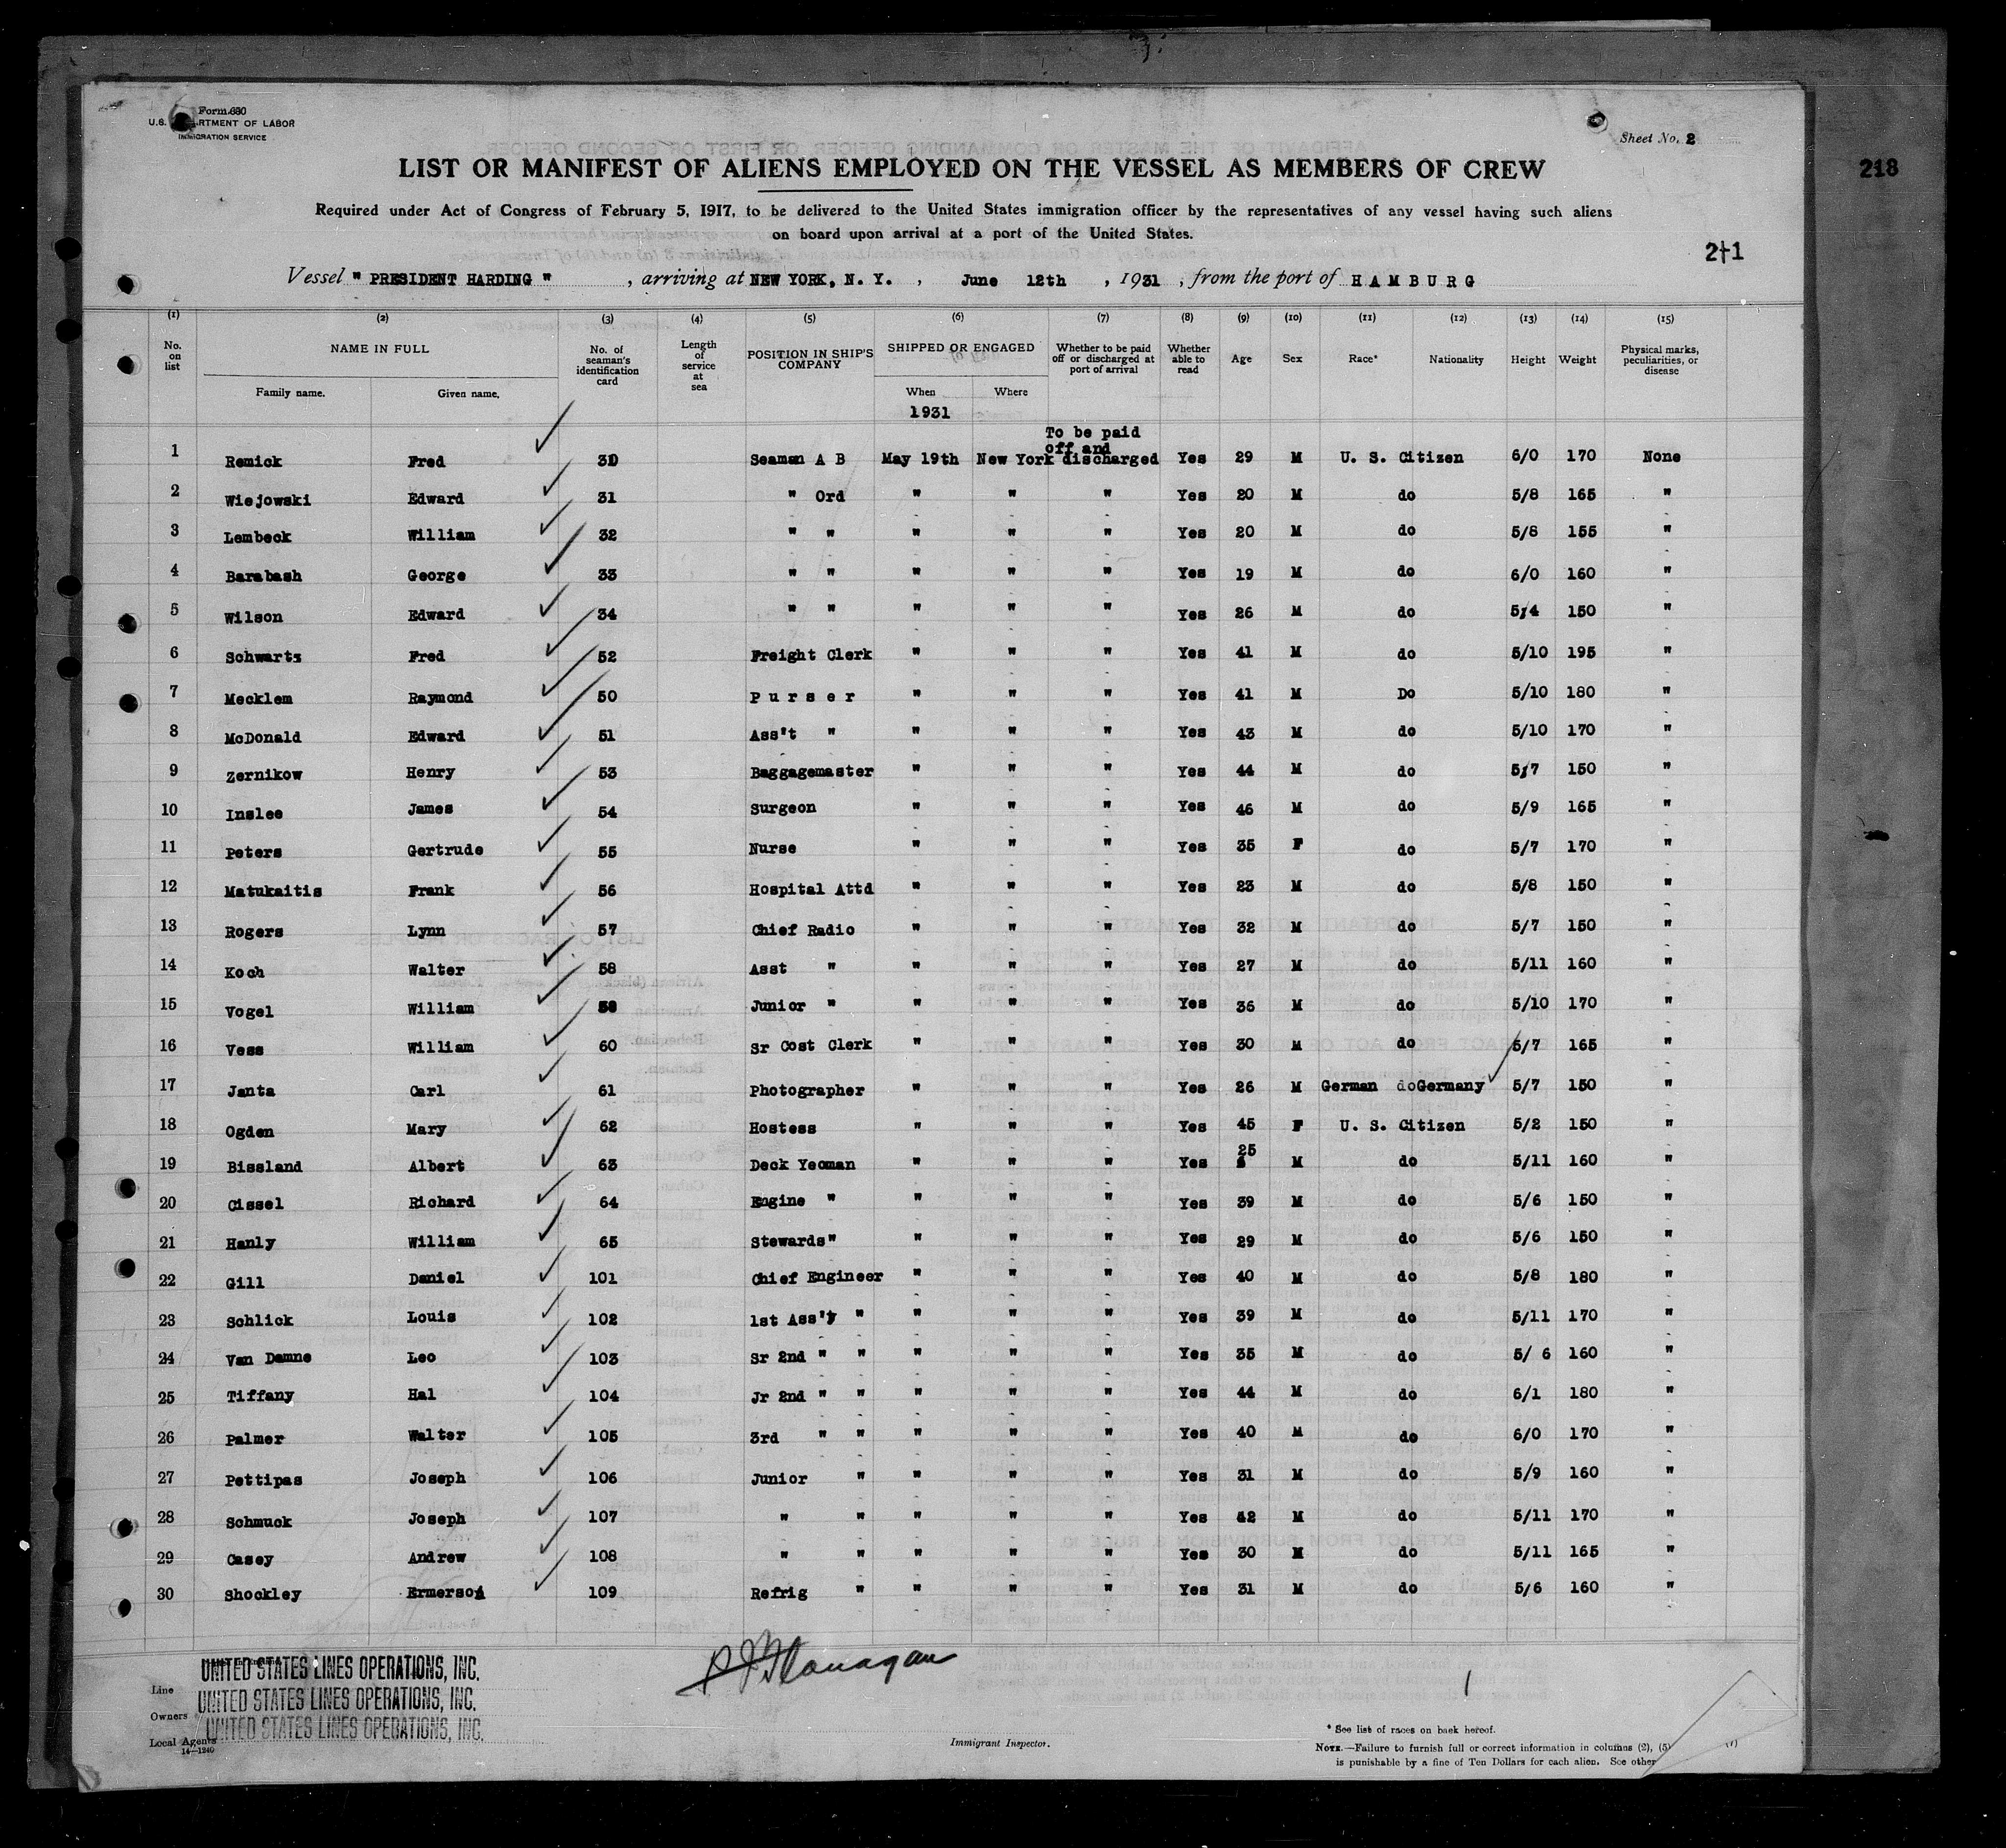 Form 680
U.S. DEPARTMENT OF LABOR
IMMIGRATION SERVICE
Sheet No. 2
218
LIST OR MANIFEST OF ALIENS EMPLOYED ON THE VESSEL AS MEMBERS OF CREW
Required under Act of Congress of February 5, 1917, to be delivered to the United States immigration officer by the representatives of any vessel having such aliens
on board upon arrival at a port of the United States.
2+1
Vessel " PRESIDENT HARDING " , arriving at NEW YORK, N. Y. , June 12th , 1931 , from the port of H A M B U R G
(1) (2) (3) (4) (5) (6) (7) (8) (9) (10) (11) (12) (13) (14) (15)
No. on list NAME IN FULL Family name. Given name. No. of seaman's identification card Length of service at sea POSITION IN SHIP'S COMPANY SHIPPED OR ENGAGED When Where Whether to be paid off or discharged at port of arrival Whether able to read Age Sex Race* Nationality Height Weight Physical marks, peculiarities, or disease
1931
To be paid
off and
1 Remick Fred 30 Seaman A B May 19th New York discharged Yes 29 M U. S. Citizen 6/0 170 None
2 Wiejowski Edward 31 " Ord " " " Yes 20 M do 5/8 165 "
3 Lembeck William 32 " " " " " Yes 20 M do 5/8 155 "
4 Barabash George 33 " " " " " Yes 19 M do 6/0 160 "
5 Wilson Edward 34 " " " " " Yes 26 M do 5/4 150 "
6 Schwartz Fred 52 Freight Clerk " " " Yes 41 M do 5/10 195 "
7 Mecklem Raymond 50 P u r s e r " " " Yes 41 M Do 5/10 180 "
8 McDonald Edward 51 Ass't " " " " Yes 43 M do 5/10 170 "
9 Zernikow Henry 53 Baggagemaster " " " Yes 44 M do 5/7 150 "
10 Inslee James 54 Surgeon " " " Yes 46 M do 5/9 165 "
11 Peters Gertrude 55 Nurse " " " Yes 35 F do 5/7 170 "
12 Matukaitis Frank 56 Hospital Attd " " " Yes 23 M do 5/8 150 "
13 Rogers Lynn 57 Chief Radio " " " Yes 32 M do 5/7 150 "
14 Koch Walter 58 Asst " " " " Yes 27 M do 5/11 160 "
15 Vogel William 59 Junior " " " " Yes 36 M do 5/10 170 "
16 Vess William 60 Sr Cost Clerk " " " Yes 30 M do 5/7 165 "
17 Janta Carl 61 Photographer " " " Yes 26 M German do Germany 5/7 150 "
18 Ogden Mary 62 Hostess " " " Yes 45 F U. S. Citizen 5/2 150 "
19 Bissland Albert 63 Deck Yeoman " " " Yes 25 M do 5/11 160 "
20 Cissel Richard 64 Engine " " " " Yes 39 M do 5/6 150 "
21 Hanly William 65 Stewards" " " " Yes 29 M do 5/6 150 "
22 Gill Daniel 101 Chief Engineer " " " Yes 40 M do 5/8 180 "
23 Schlick Louis 102 1st Ass't " " " " Yes 39 M do 5/11 170 "
24 Van Damne Leo 103 Sr 2nd " " " " " Yes 35 M do 5/ 6 160 "
25 Tiffany Hal 104 Jr 2nd " " " " " Yes 44 M do 6/1 180 "
26 Palmer Walter 105 3rd " " " " " Yes 40 M do 6/0 170 "
27 Pettipas Joseph 106 Junior " " " " Yes 31 M do 5/9 160 "
28 Schmuck Joseph 107 " " " " " Yes 42 M do 5/11 170 "
29 Casey Andrew 108 " " " " " Yes 30 M do 5/11 165 "
30 Shockley Ermerson 109 Refrig " " " " Yes 31 M do 5/6 160 "
P J Flanagan
Line UNITED STATES LINES OPERATIONS, INC.
Owners UNITED STATES LINES OPERATIONS, INC.
Local Agents UNITED STATES LINES OPERATIONS, INC.
14—1240
Immigrant Inspector.
* See list of races on back hereof.
NOTE.—Failure to furnish full or correct information in columns (2), (5)
is punishable by a fine of Ten Dollars for each alien. See other